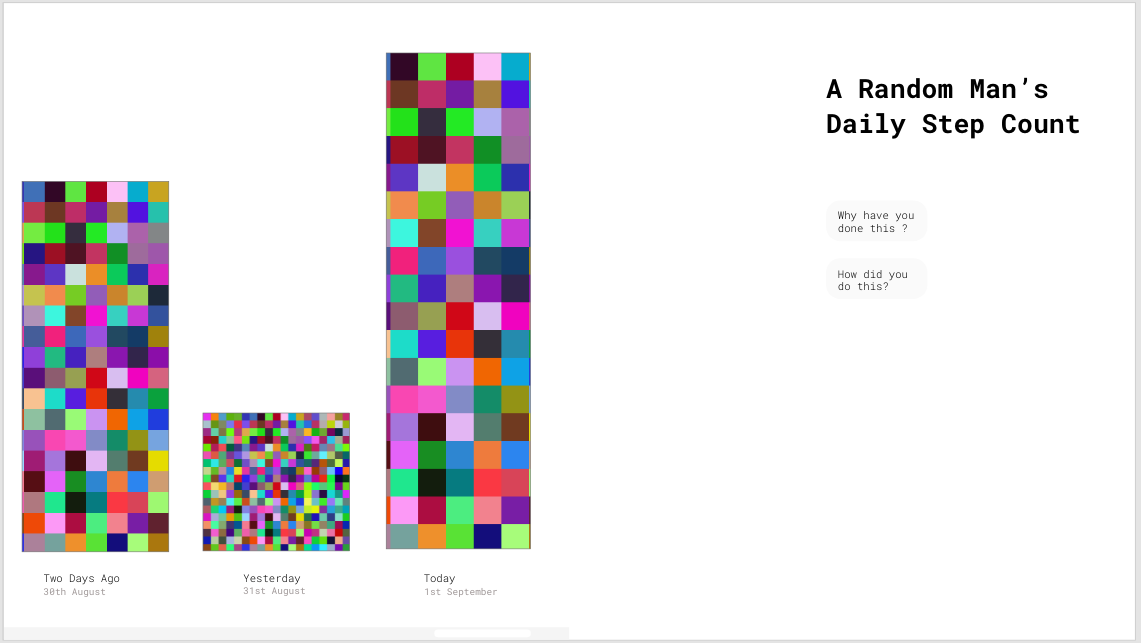 A Random Man’s
Daily Step Count
Why have you
done this ?
How did you
do this?
Two Days Ago
30th August
Yesterday
31st August
Today
1st September